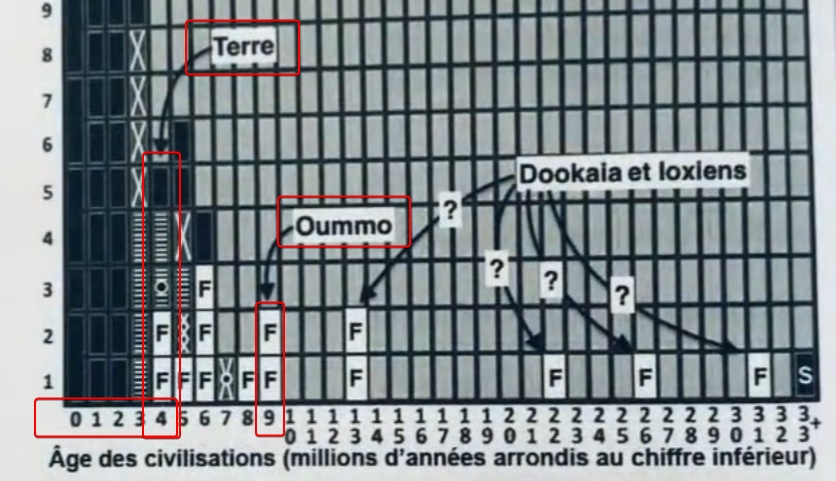 9
8 Terre
7
6
5 Dookaia et loxiens
?
4 Oummo
? ? ?
3 F
2 F F F F
1 F F F F F F F F F S
0 1 2 3 4 5 6 7 8 9 10 11 12 13 14 15 16 17 18 19 20 21 22 23 24 25 26 27 28 29 30 31 32 33+
Âge des civilisations (millions d'années arrondis au chiffre inférieur)